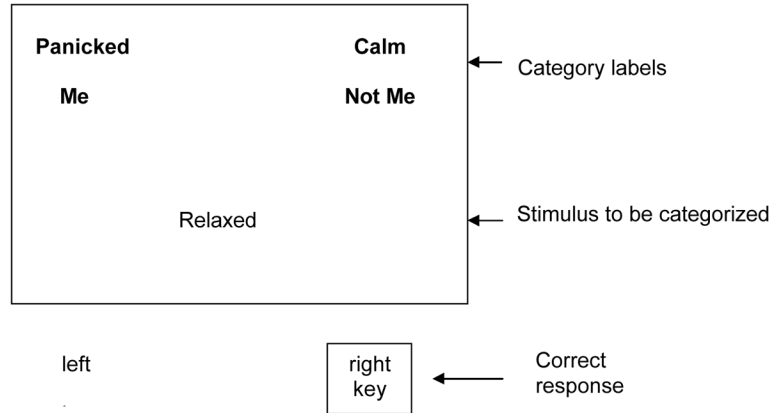 Panicked Calm
Category labels
Me Not Me
Relaxed
Stimulus to be categorized
left
right
key
Correct
response